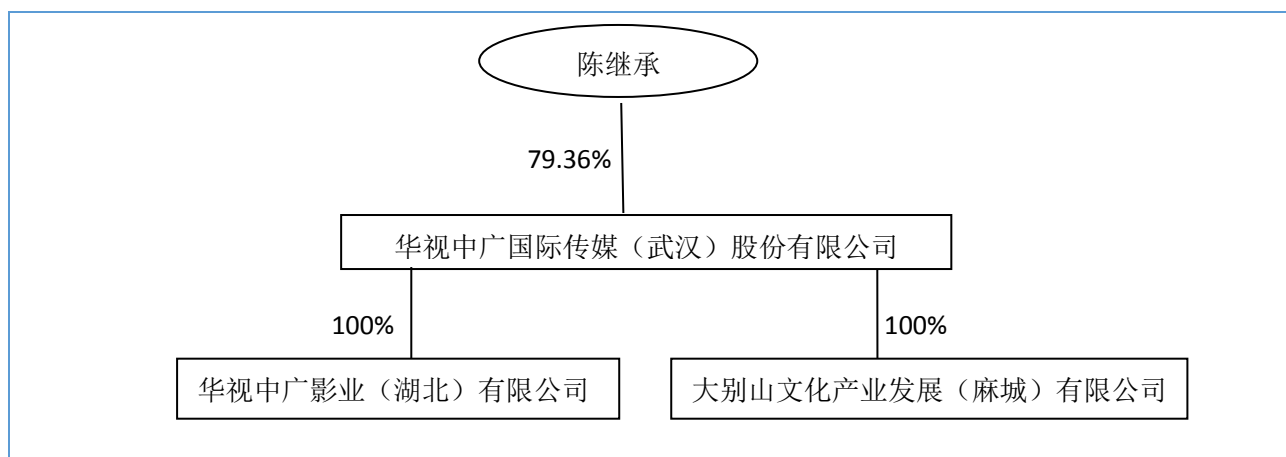 陈继承
79.36%
华视中广国际传媒（武汉）股份有限公司
100%
100%
华视中广影业（湖北）有限公司
大别山文化产业发展（麻城）有限公司